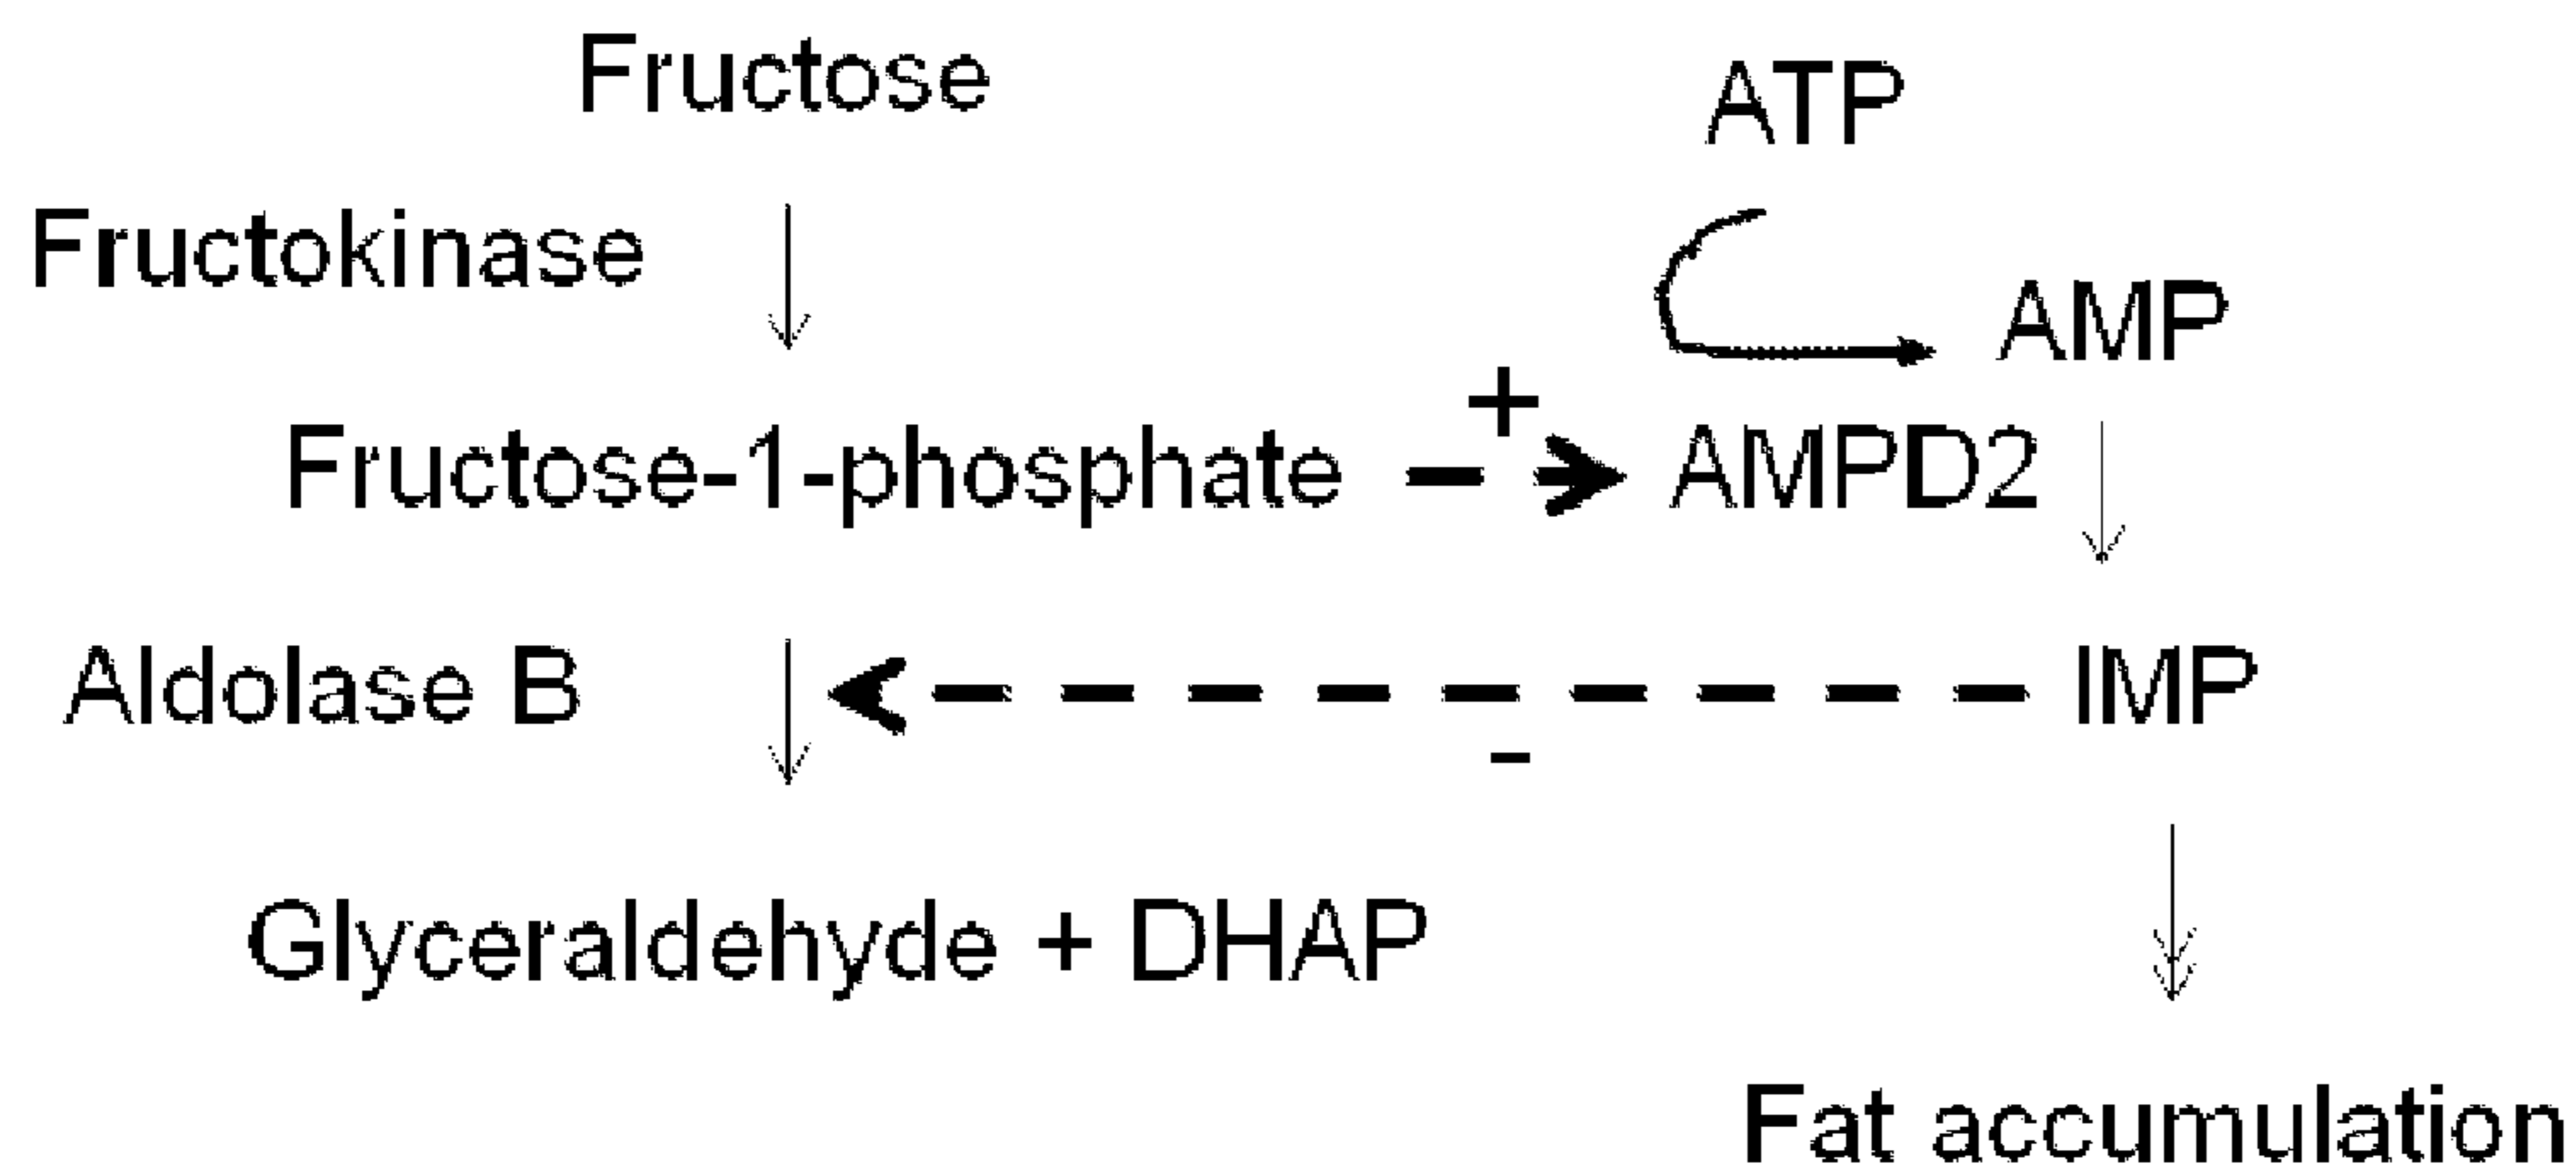 Fructose
ATP
Fructokinase
AMP
+
Fructose-1-phosphate
AMPD2
Aldolase B
IMP
-
Glyceraldehyde + DHAP
Fat accumulation